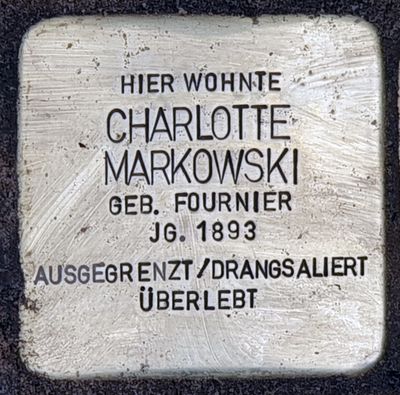 HIER WOHNTE
CHARLOTTE
MARKOWSKI
GEB. FOURNIER
JG. 1893
AUSGEGRENZT/DRANGSALIERT
ÜBERLEBT